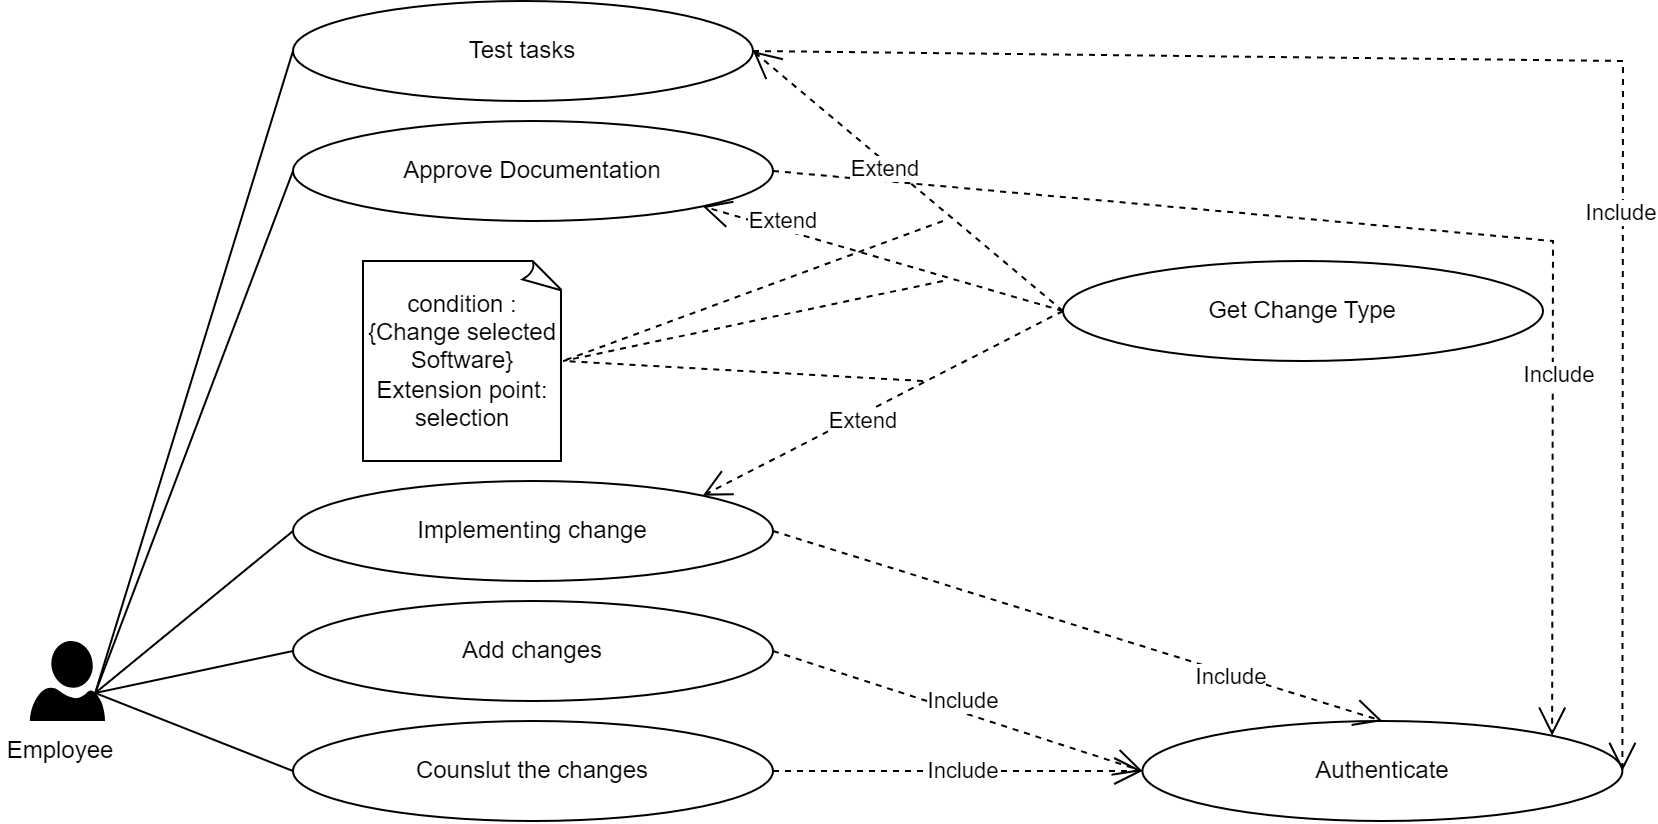 Test tasks
Approve Documentation
Extend
Include
Extend
condition :
{Change selected
Software}
Extension point:
selection
Get Change Type
Include
Extend
Implementing change
Add changes
Include
Include
Employee
Counslut the changes
Include
Authenticate